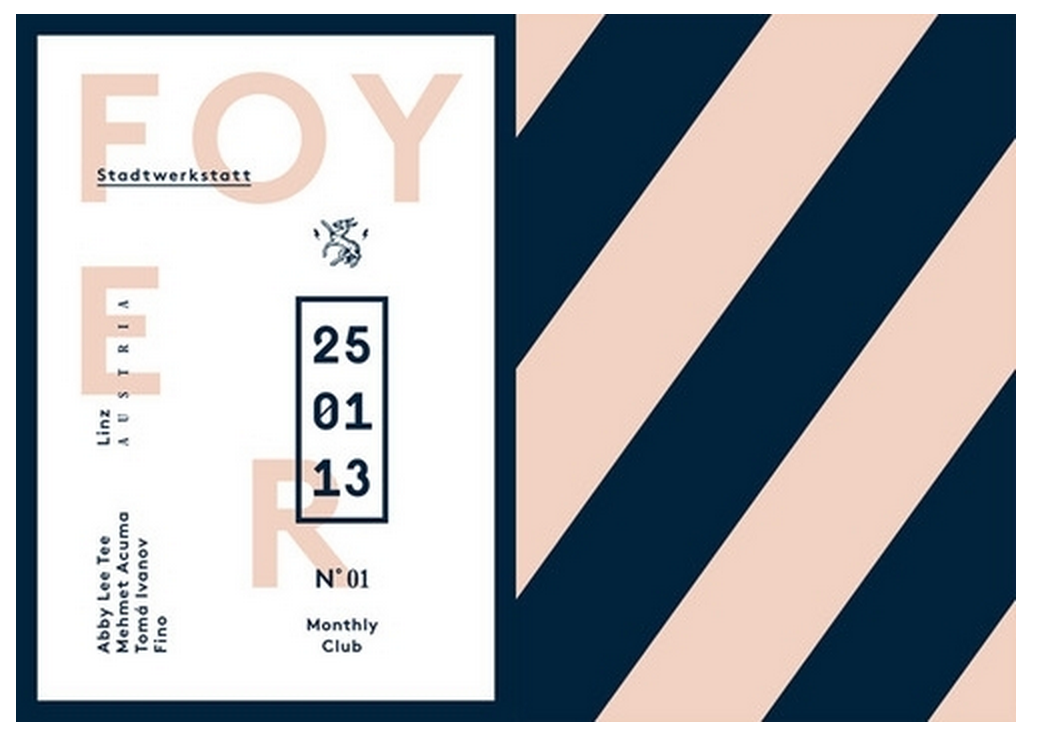 FOY
Stadtwerkstatt
E
Linz
AUSTRIA
25
01
13
R
N° 01
Monthly
Club
Abby Lee Tee
Mehmet Acuma
Tomá Ivanov
Fino